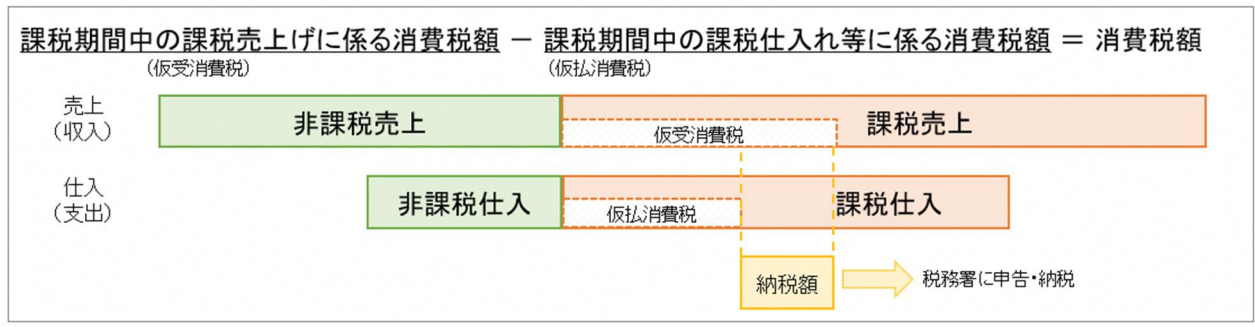 課税期間中の課税売上げに係る消費税額 － 課税期間中の課税仕入れ等に係る消費税額 ＝ 消費税額
(仮受消費税) (仮払消費税)
売上
（収入）
非課税売上
仮受消費税
課税売上
仕入
（支出）
非課税仕入
仮払消費税
課税仕入
納税額
税務署に申告・納税